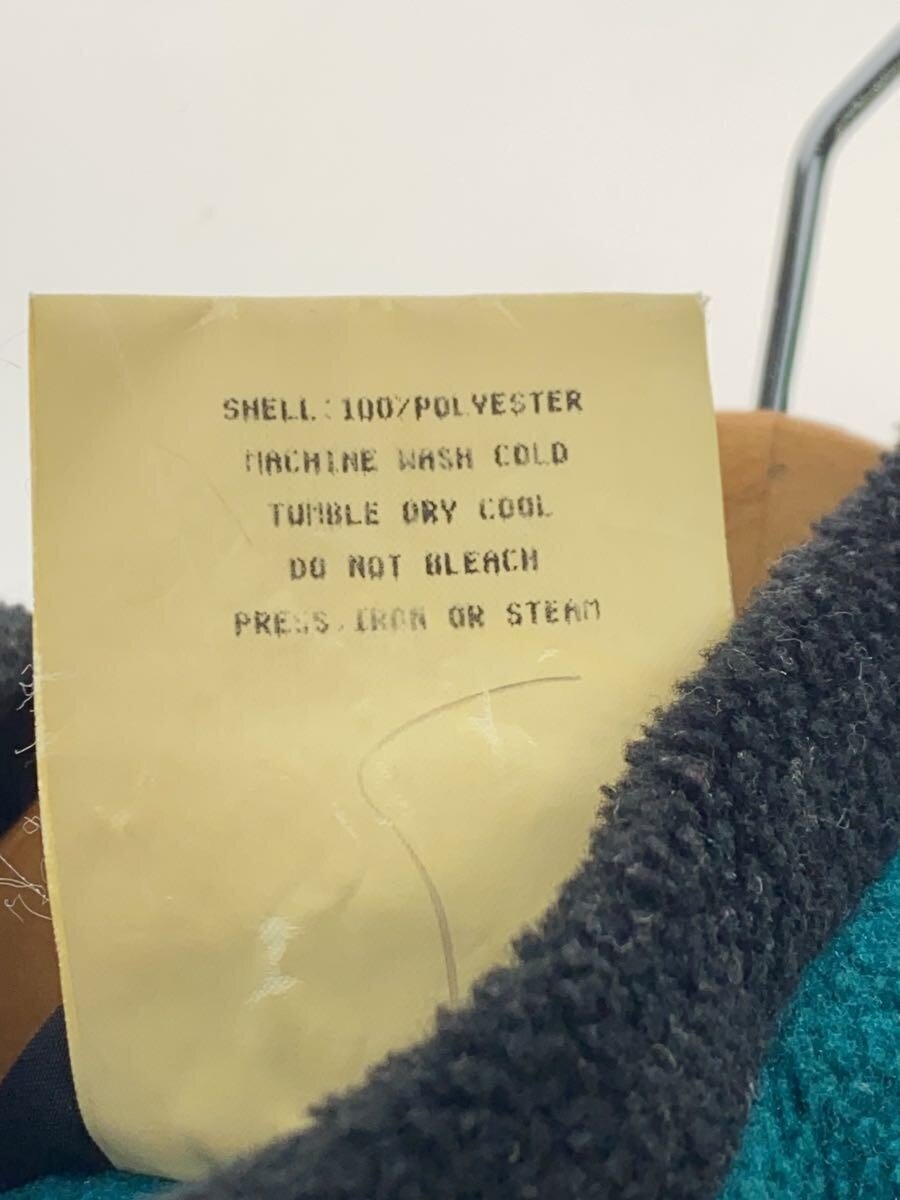 SHELL:100%POLYESTER
MACHINE WASH COLD
TUMBLE DRY COOL
DO NOT BLEACH
PRESS.IRON OR STEAM